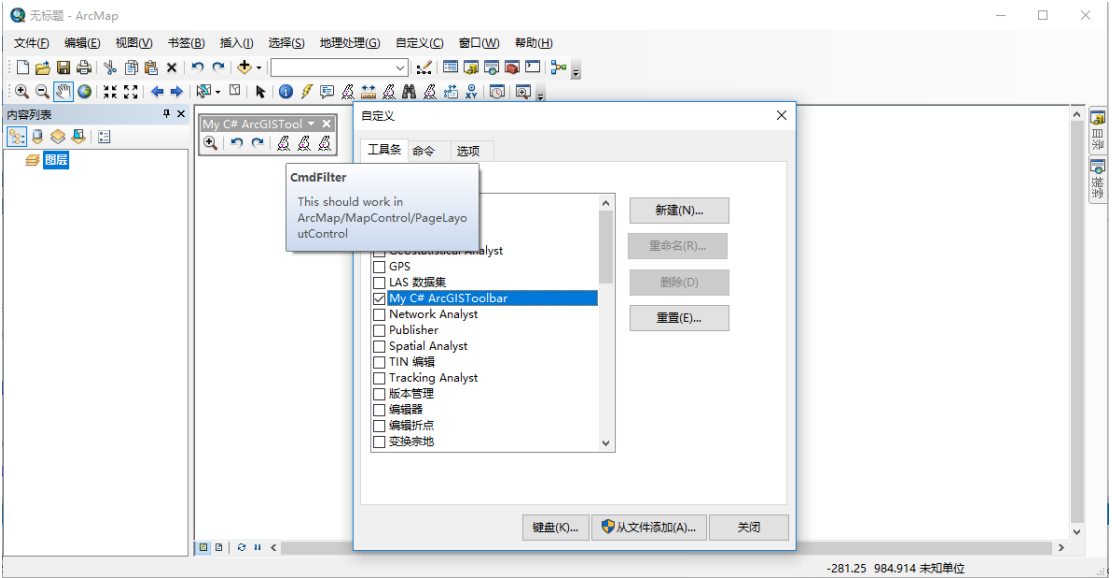 无标题 - ArcMap
文件(F) 编辑(E) 视图(V) 书签(B) 插入(I) 选择(S) 地理处理(G) 自定义(C) 窗口(W) 帮助(H)
内容列表
图层
My C# ArcGISTool
CmdFilter
This should work in
ArcMap/MapControl/PageLayo
utControl
自定义
工具条 命令 选项
Geostatistical Analyst
GPS
LAS 数据集
My C# ArcGISToolbar
Network Analyst
Publisher
Spatial Analyst
TIN 编辑
Tracking Analyst
版本管理
编辑器
编辑折点
变换宗地
新建(N)...
重命名(R)...
删除(D)
重置(E)...
键盘(K)...
从文件添加(A)...
关闭
目录
搜索
-281.25 984.914 未知单位